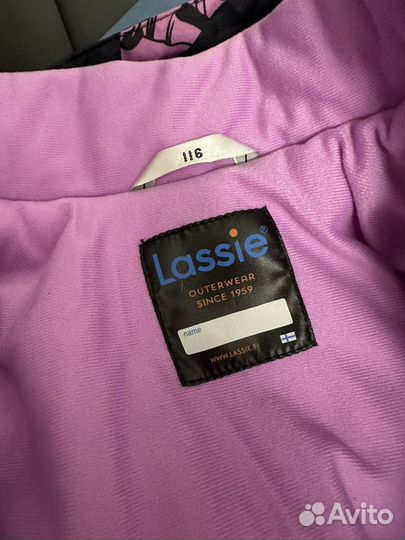 116
Lassie®
OUTERWEAR
SINCE 1959
name
WWW.LASSIE.FI
Avito